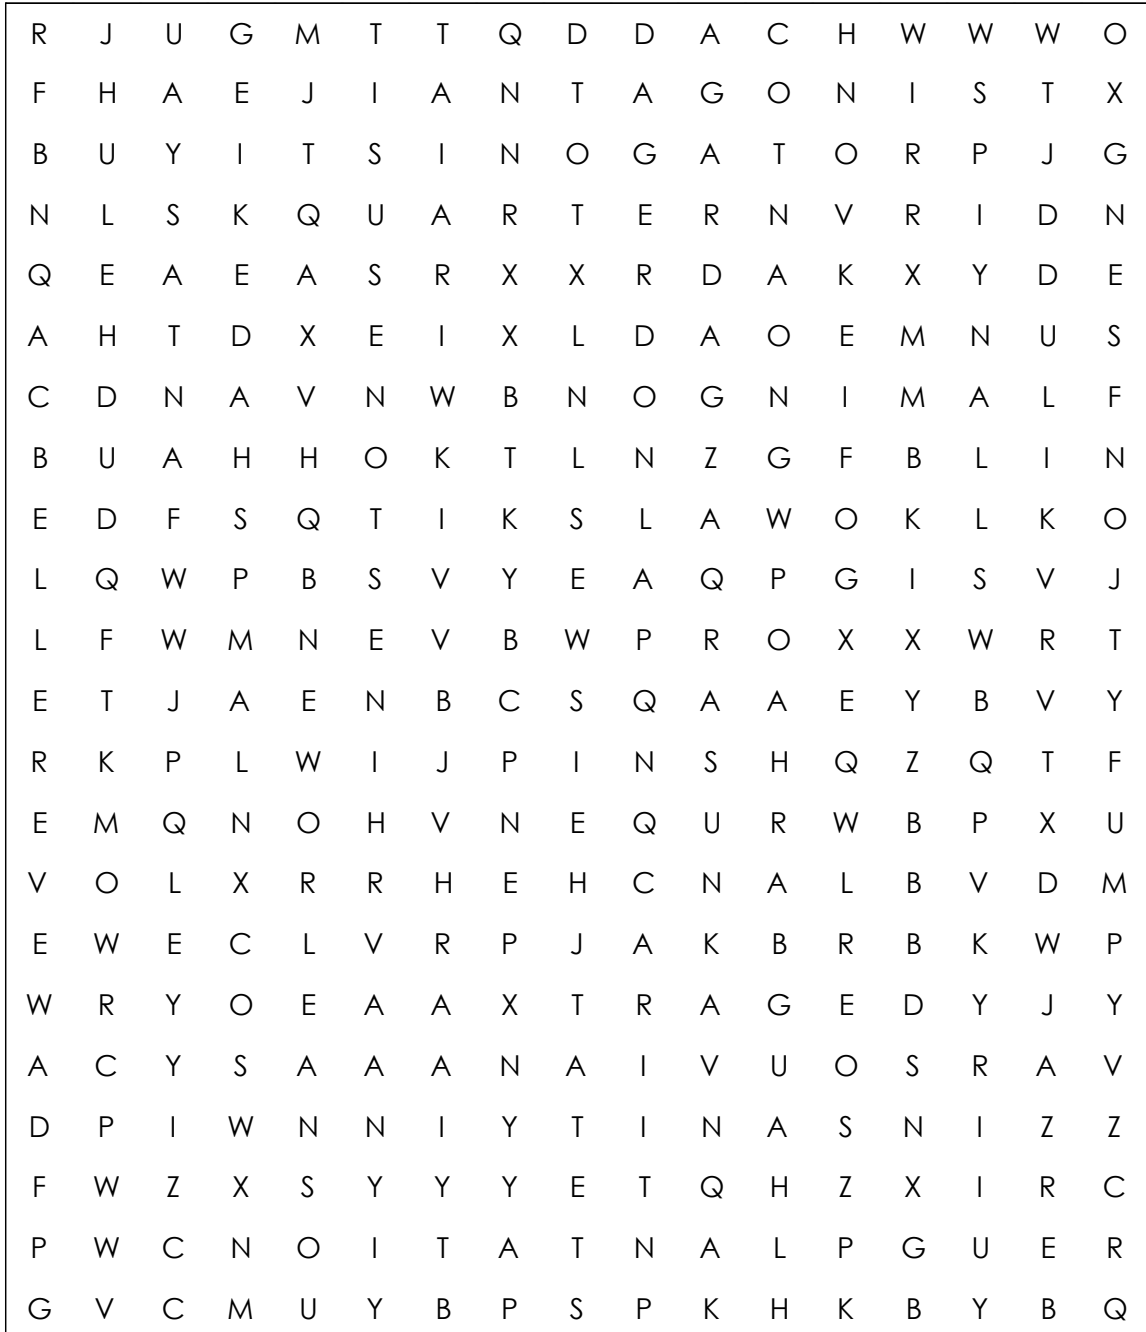 R J U G M T T Q D D A C H W W W O
F H A E J I A N T A G O N I S T X
B U Y I T S I N O G A T O R P J G
N L S K Q U A R T E R N V R I D N
Q E A E A S R X X R D A K X Y D E
A H T D X E I X L D A O E M N U S
C D N A V N W B N O G N I M A L F
B U A H H O K T L N Z G F B L I N
E D F S Q T I K S L A W O K L K O
L Q W P B S V Y E A Q P G I S V J
L F W M N E V B W P R O X X W R T
E T J A E N B C S Q A A E Y B V Y
R K P L W I J P I N S H Q Z Q T F
E M Q N O H V N E Q U R W B P X U
V O L X R R H E H C N A L B V D M
E W E C L V R P J A K B R B K W P
W R Y O E A A X T R A G E D Y J Y
A C Y S A A A N A I V U O S R A V
D P I W N N I Y T I N A S N I Z Z
F W Z X S Y Y Y E T Q H Z X I R C
P W C N O I T A T N A L P G U E R
G V C M U Y B P S P K H K B Y B Q